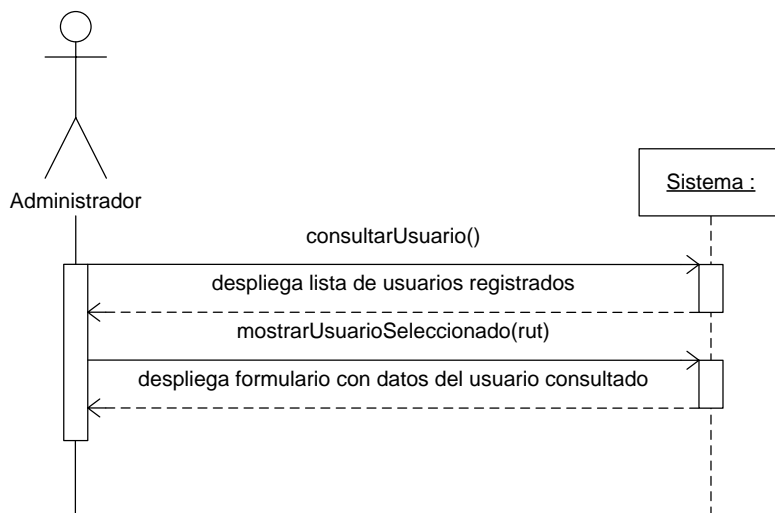 Administrador
Sistema :
consultarUsuario()
despliega lista de usuarios registrados
mostrarUsuarioSeleccionado(rut)
despliega formulario con datos del usuario consultado